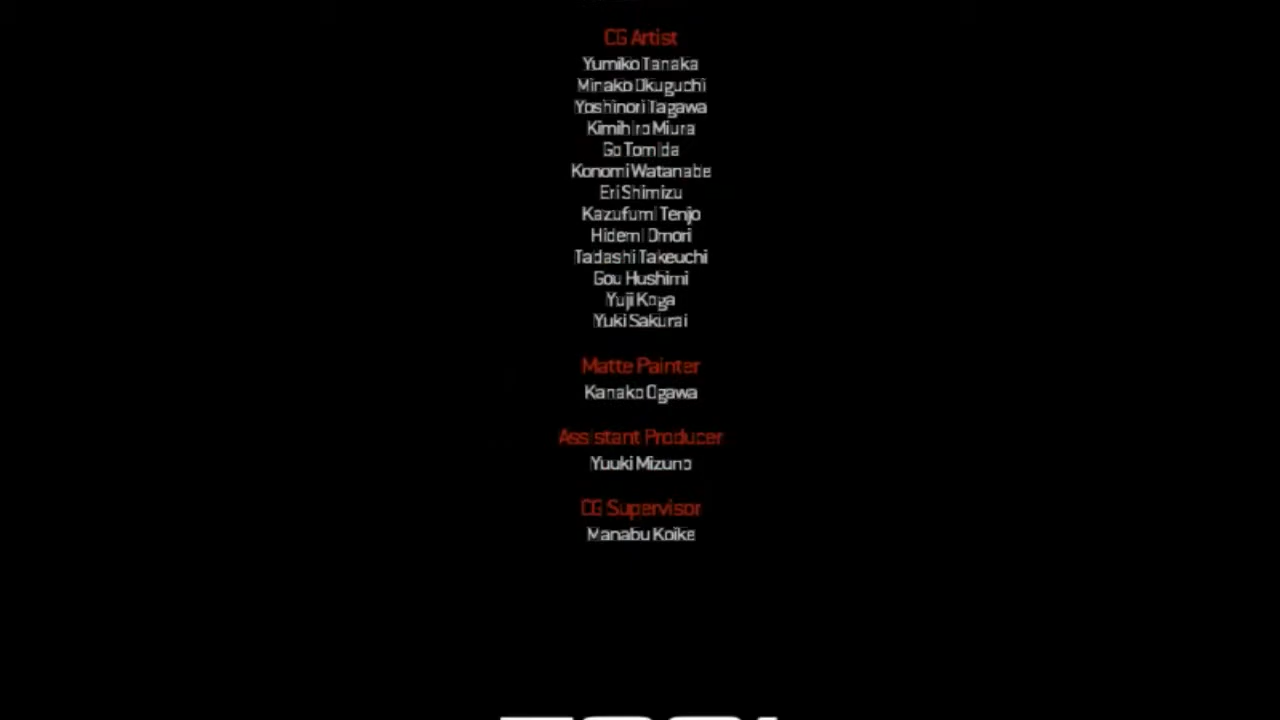 CG Artist
Yumiko Tanaka
Minako Okuguchi
Yoshinori Tagawa
Kimihiro Miura
Go Tomida
Konomi Watanabe
Eri Shimizu
Kazufumi Tenjo
Hidemi Omori
Tadashi Takeuchi
Gou Hushimi
Yuji Koga
Yuki Sakurai
Matte Painter
Kanako Ogawa
Assistant Producer
Yuuki Mizuno
CG Supervisor
Manabu Koike